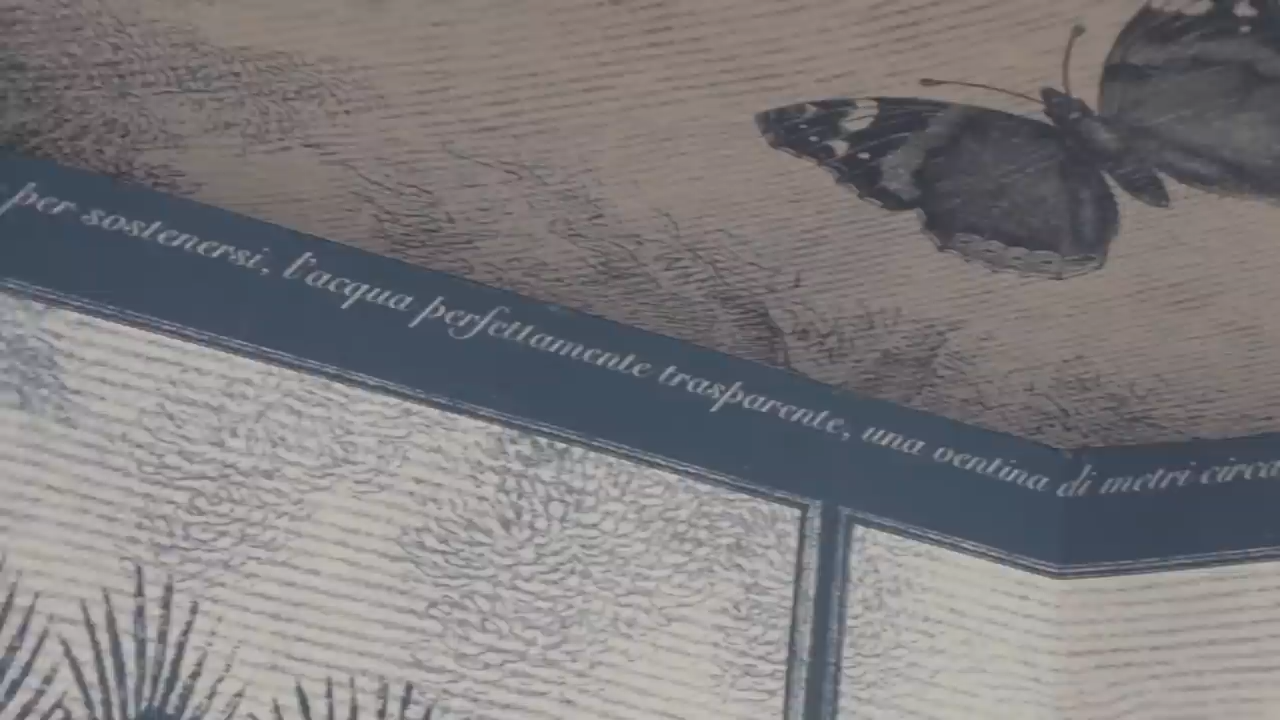 per sostenersi, l'acqua perfettamente trasparente, una ventina di metri circa